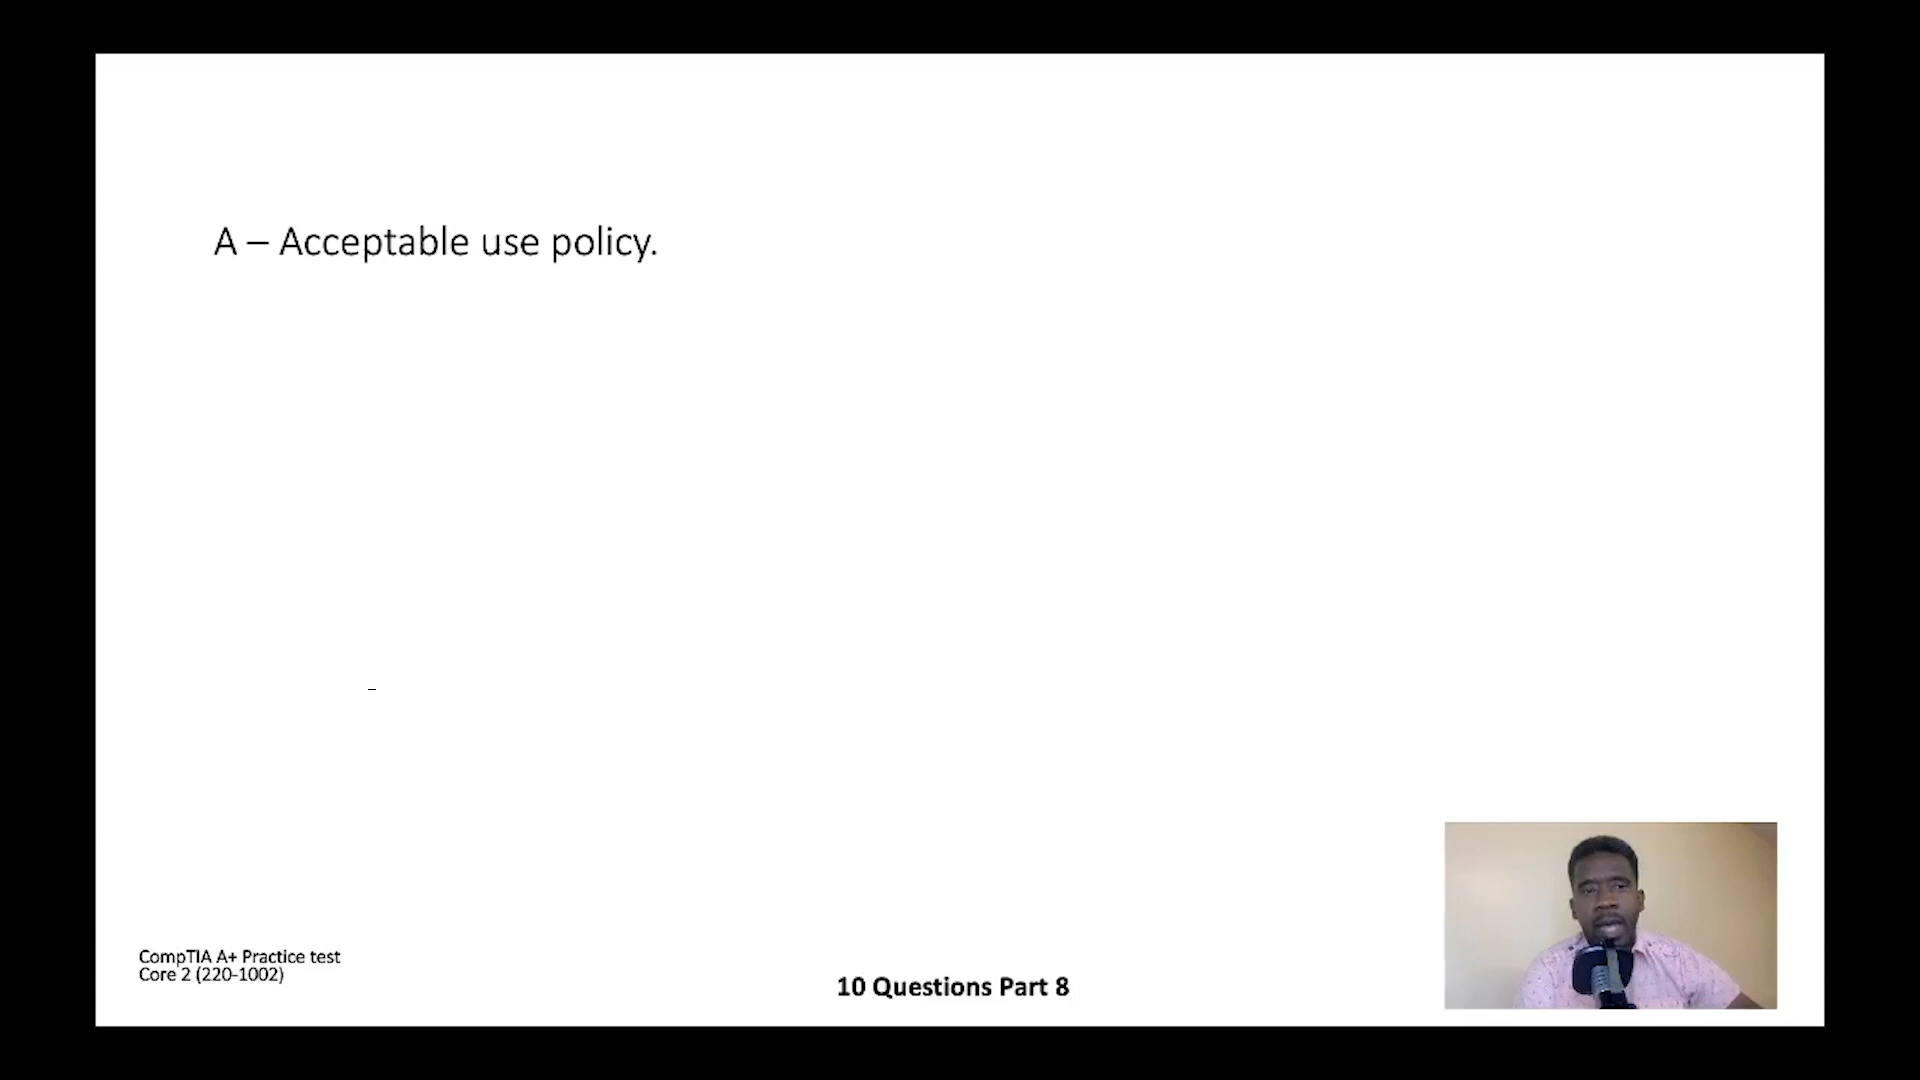 A – Acceptable use policy.
CompTIA A+ Practice test
Core 2 (220-1002)
10 Questions Part 8